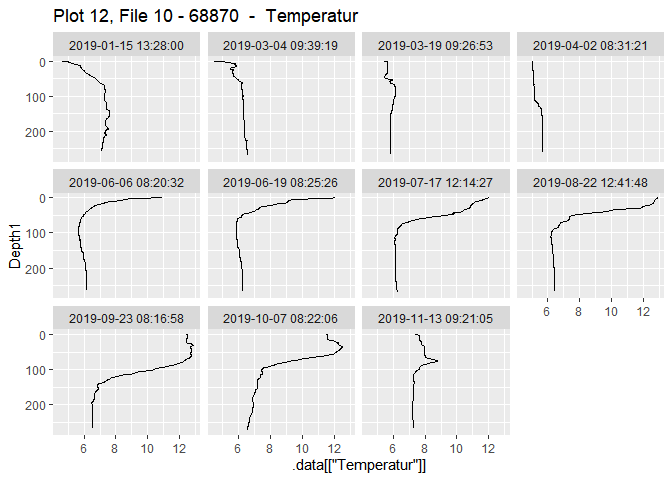 Plot 12, File 10 - 68870  -  Temperatur
2019-01-15 13:28:00 2019-03-04 09:39:19 2019-03-19 09:26:53 2019-04-02 08:31:21
0
100
200
2019-06-06 08:20:32 2019-06-19 08:25:26 2019-07-17 12:14:27 2019-08-22 12:41:48
0
100
200
Depth1
6 8 10 12
2019-09-23 08:16:58 2019-10-07 08:22:06 2019-11-13 09:21:05
0
100
200
6 8 10 12 6 8 10 12 6 8 10 12
.data[["Temperatur"]]